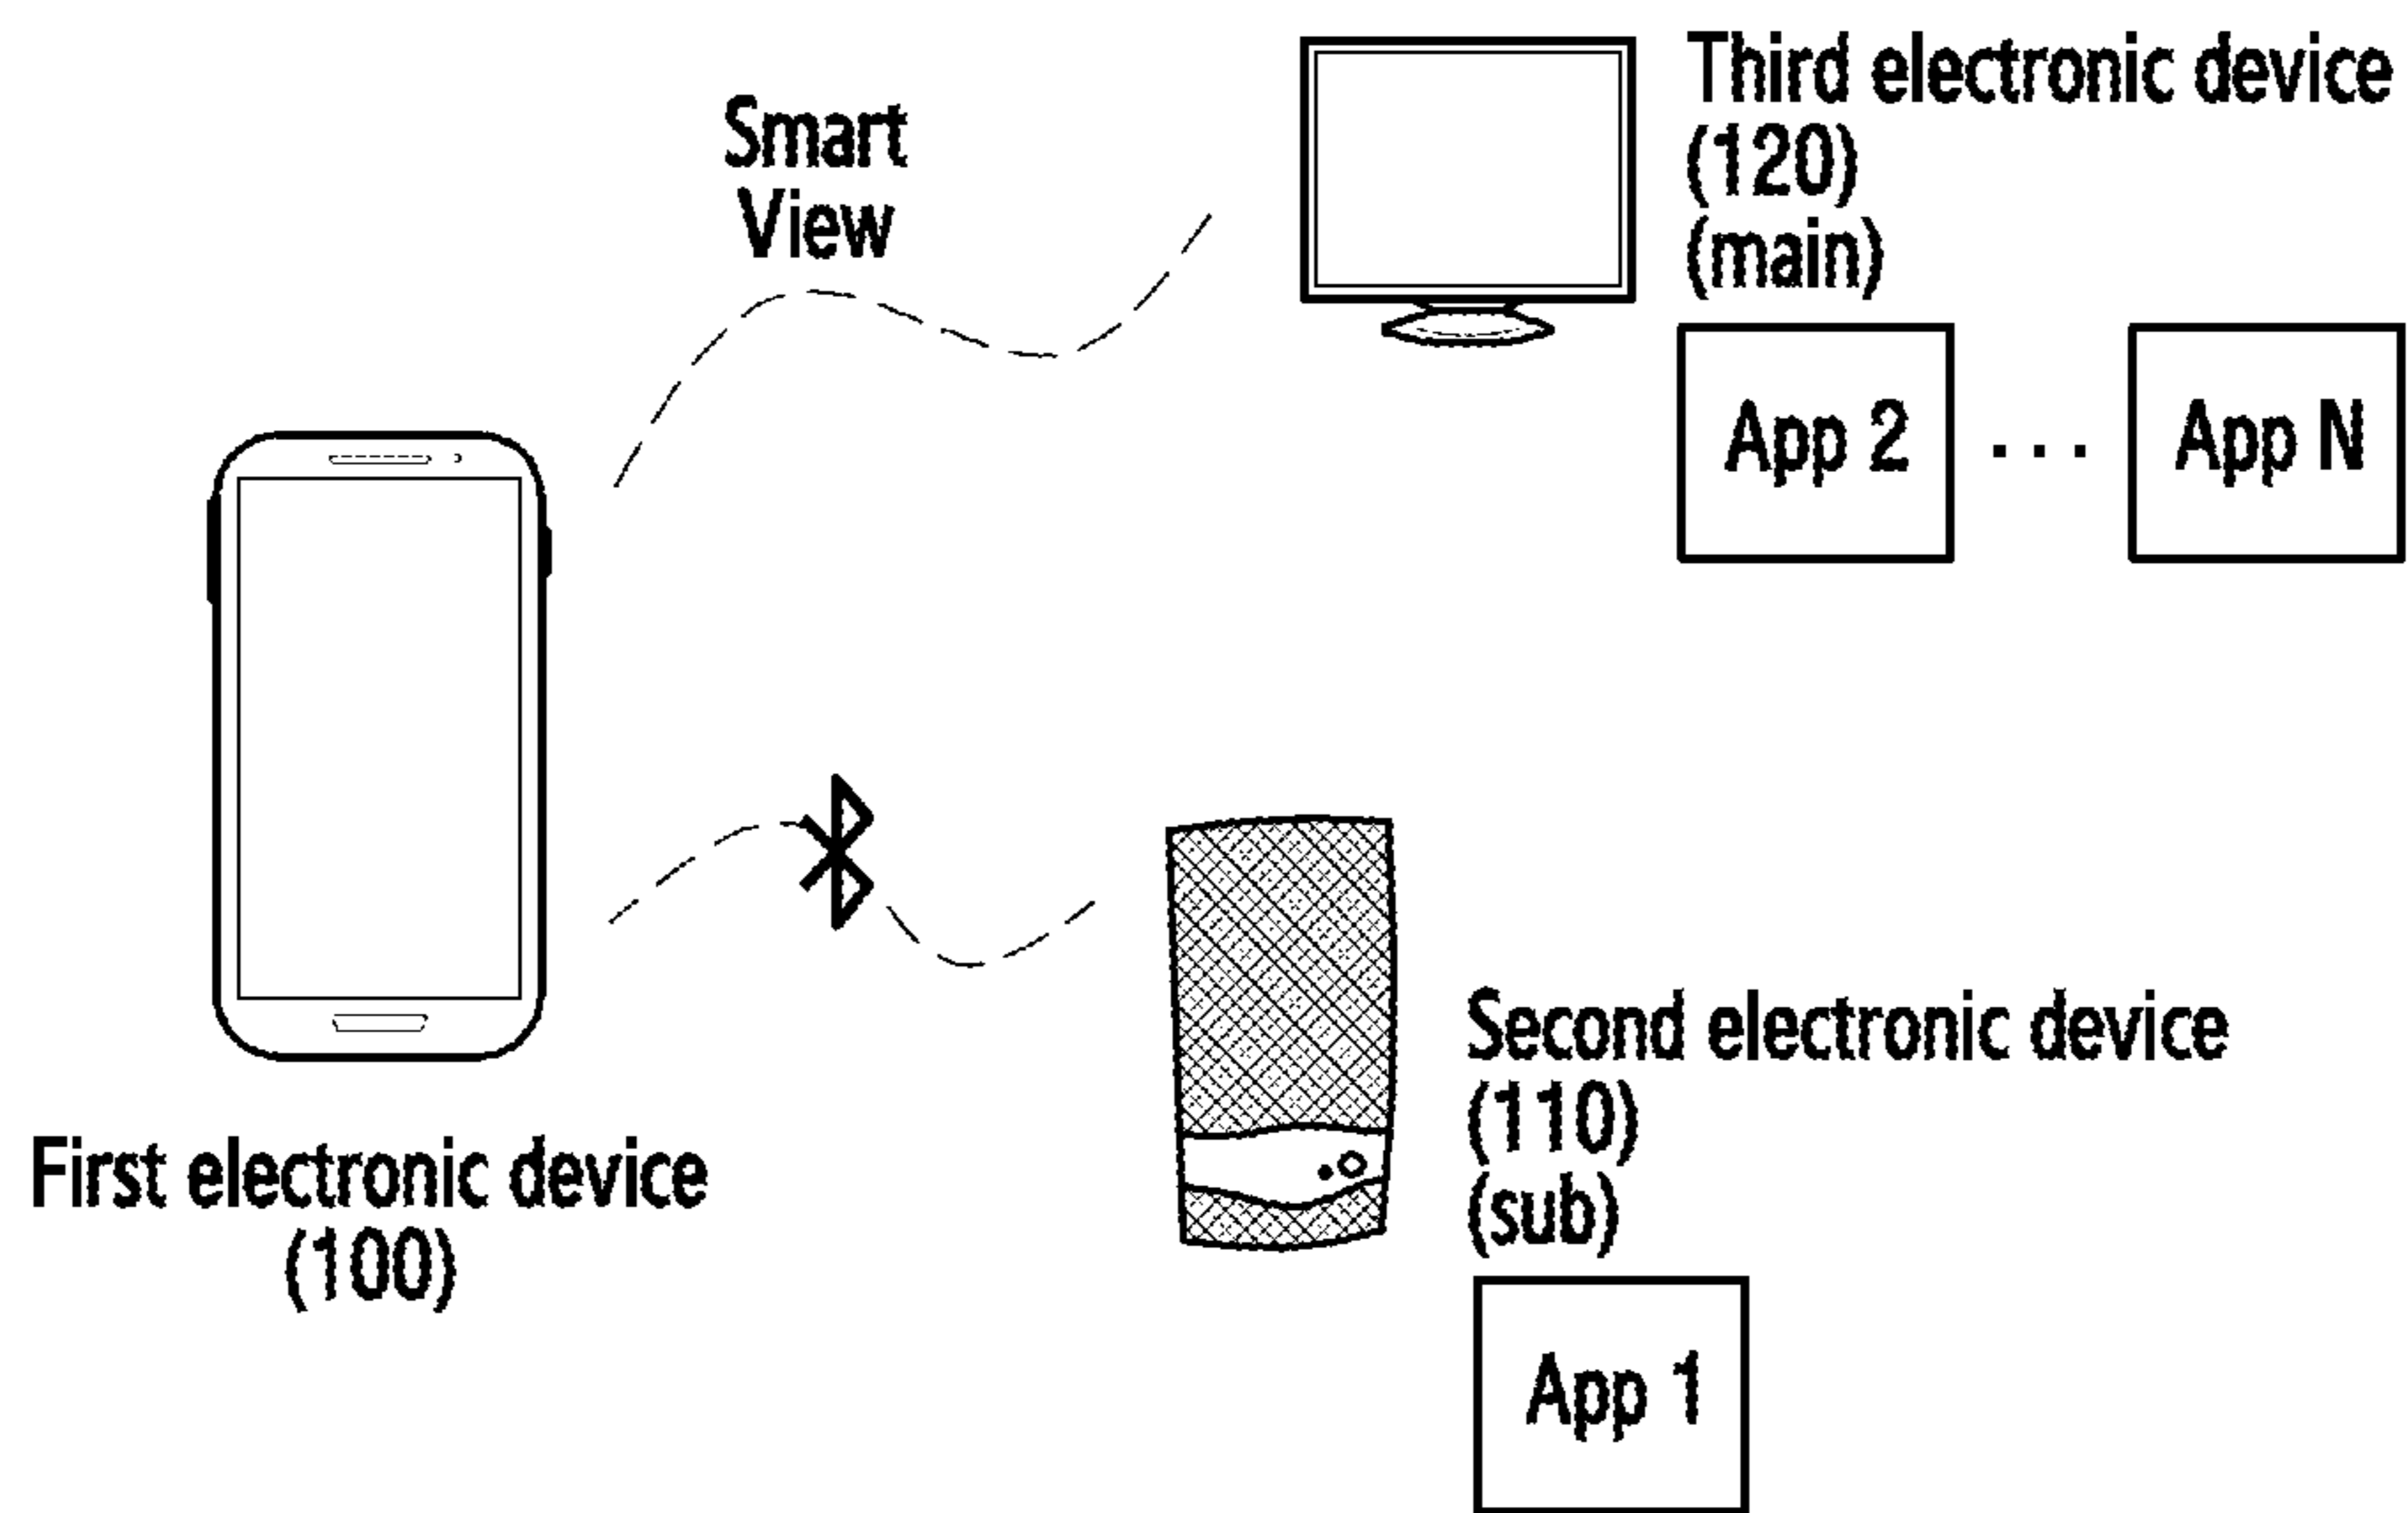 Smart
View
Third electronic device
(120)
(main)
App 2 ... App N
First electronic device
(100)
Second electronic device
(110)
(sub)
App 1